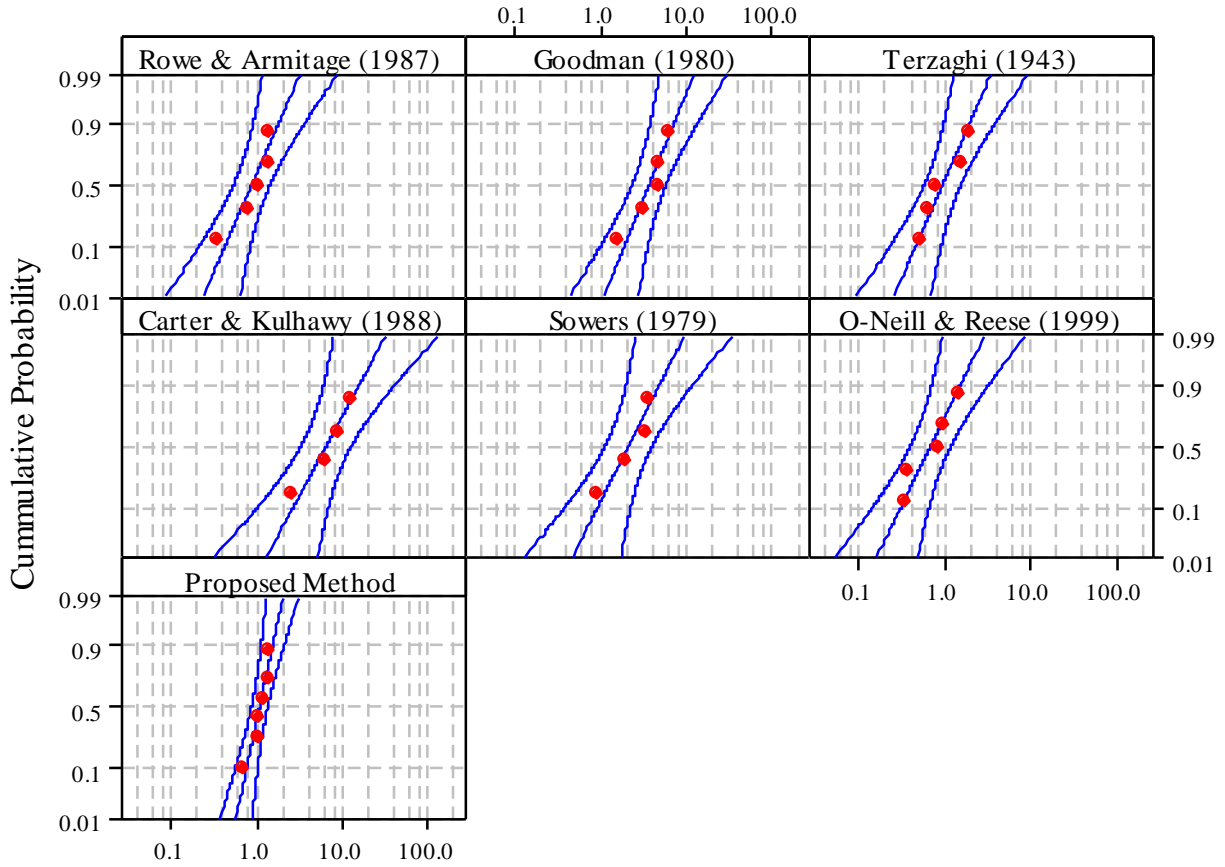 0.1 1.0 10.0 100.0
Rowe & Armitage (1987) Goodman (1980) Terzaghi (1943)
0.99
0.9
0.5
0.1
0.01
Carter & Kulhawy (1988) Sowers (1979) O-Neill & Reese (1999)
0.99
0.9
0.5
0.1
0.01
Cummulative Probability
Proposed Method
0.1 1.0 10.0 100.0
0.99
0.9
0.5
0.1
0.01
0.1 1.0 10.0 100.0